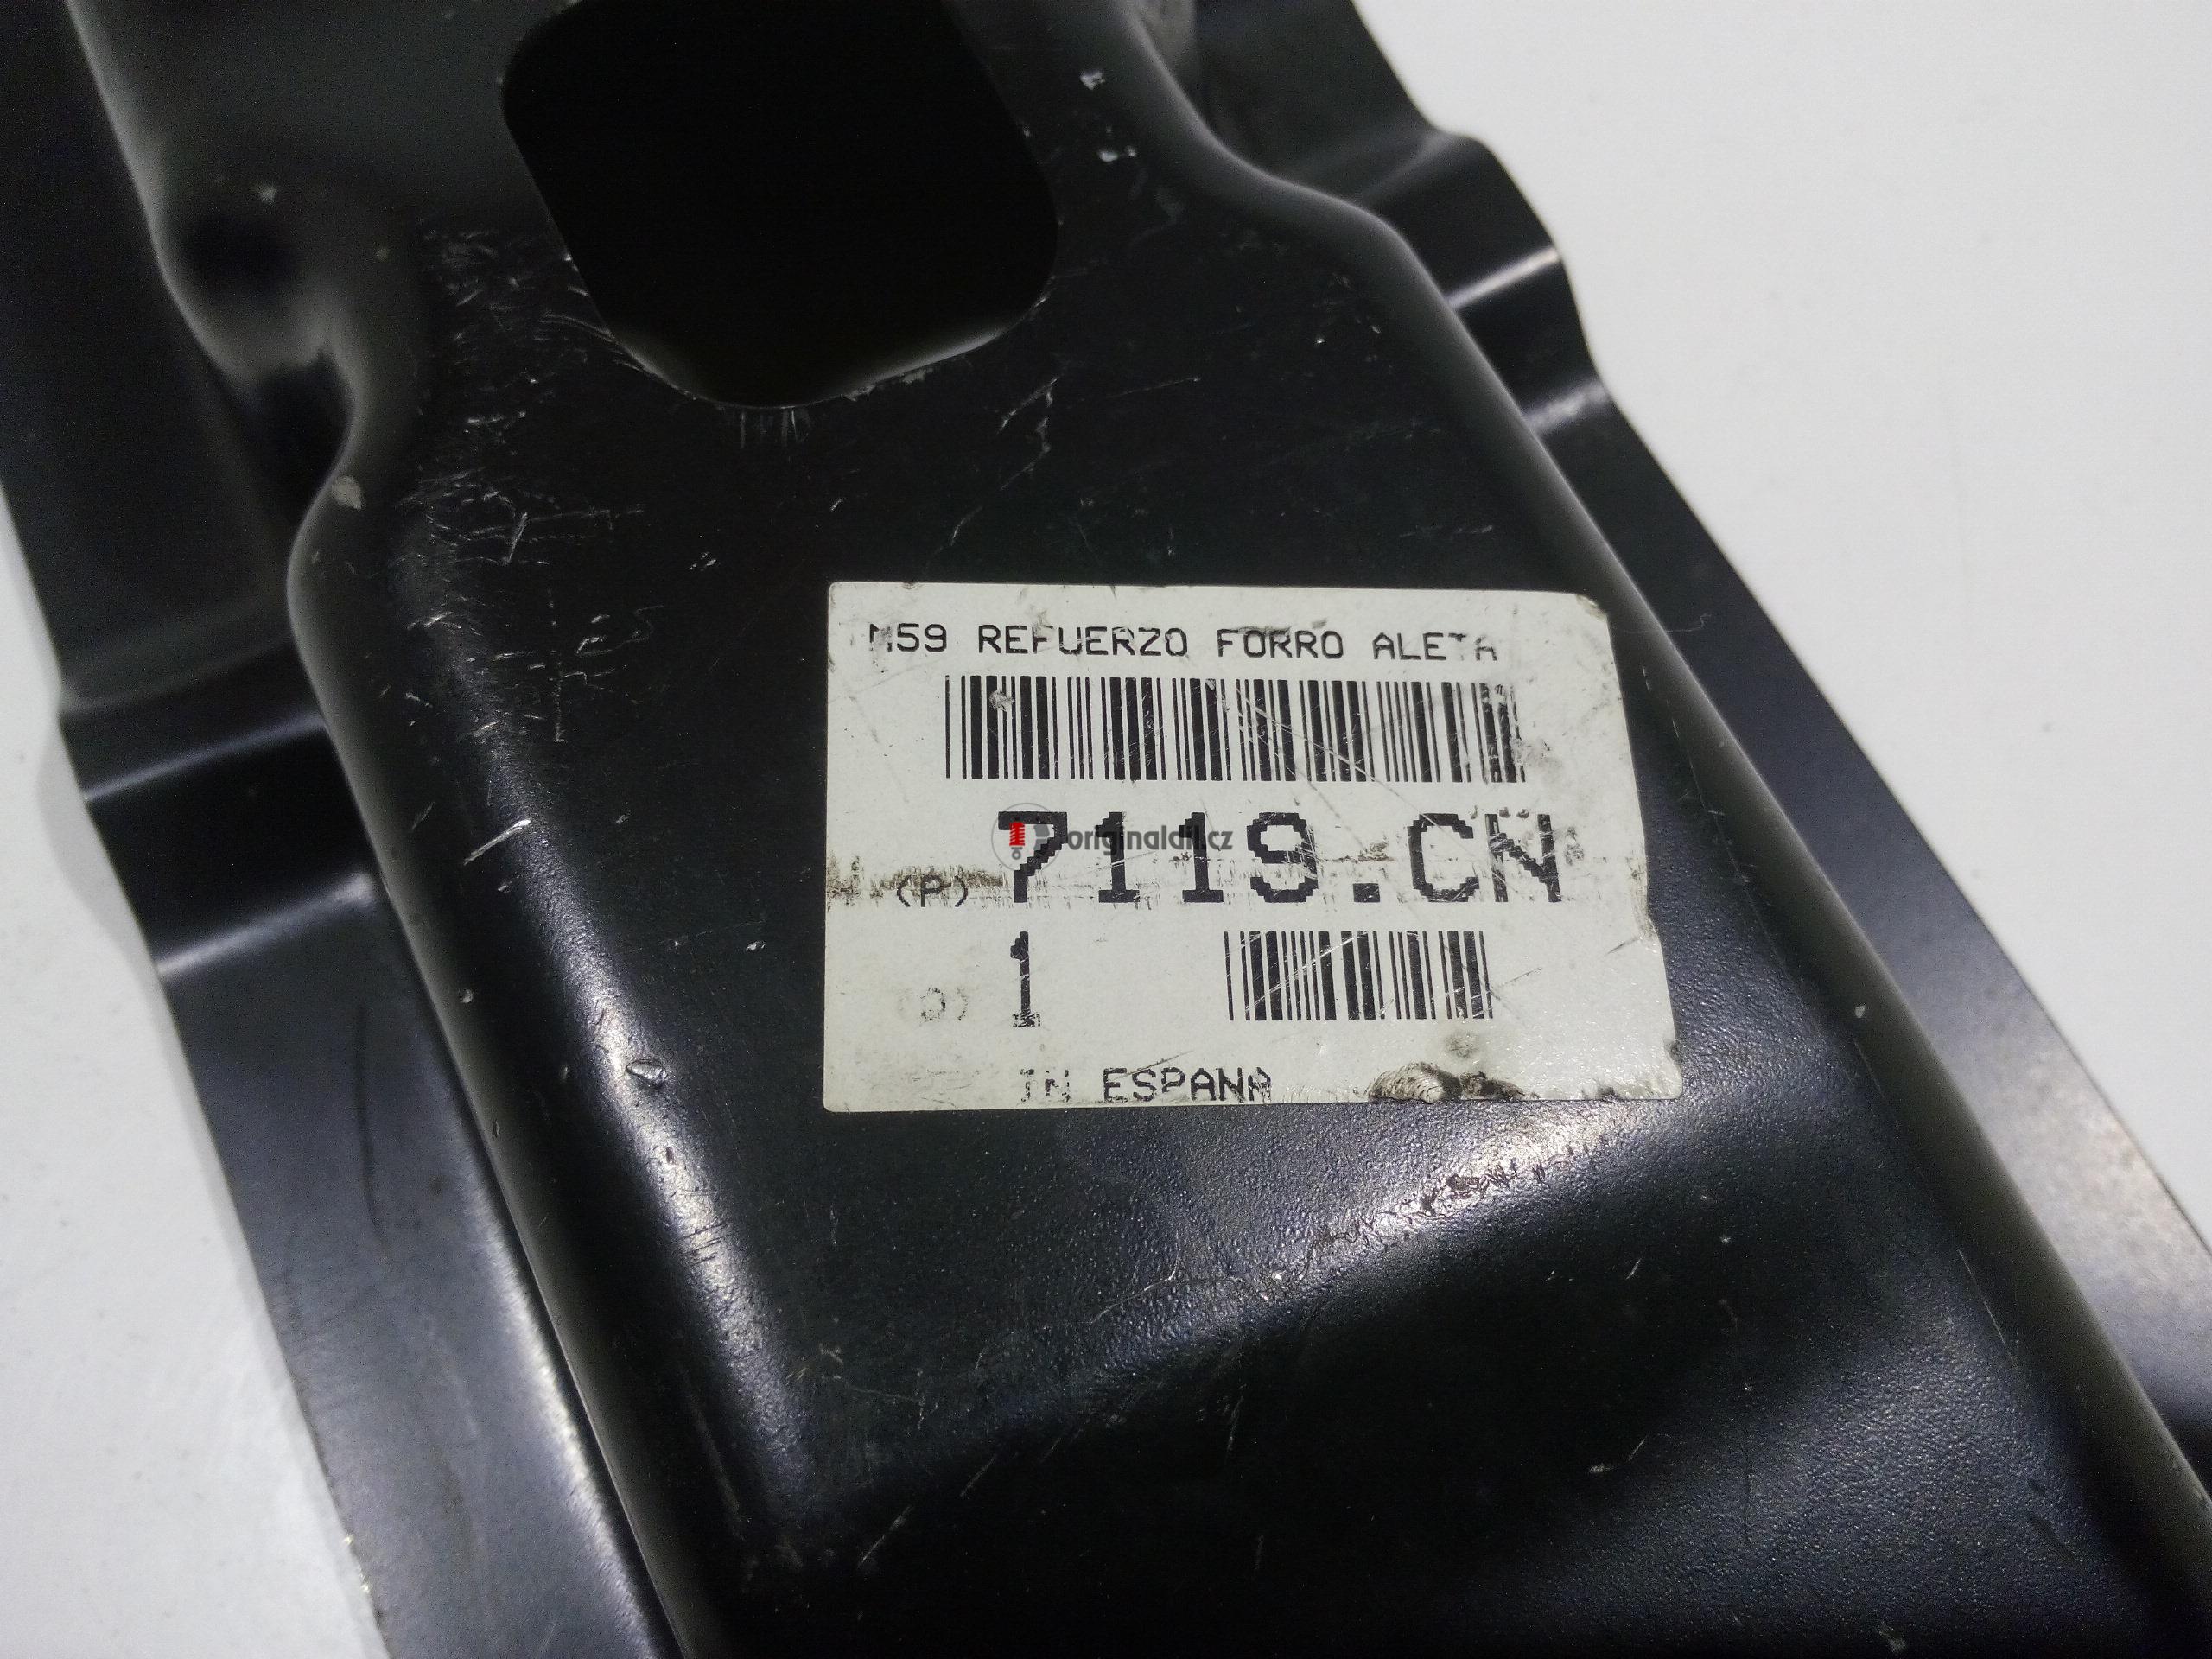 M59 REFUERZO FORRO ALETA
originaldil.cz
(P) 7119.CN
(Q) 1
IN ESPANA